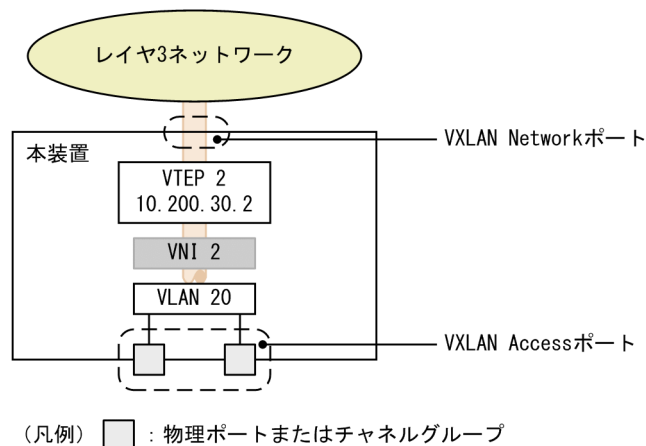 レイヤ3ネットワーク
VXLAN Networkポート
本装置
VTEP 2
10.200.30.2
VNI 2
VLAN 20
VXLAN Accessポート
(凡例) : 物理ポートまたはチャネルグループ